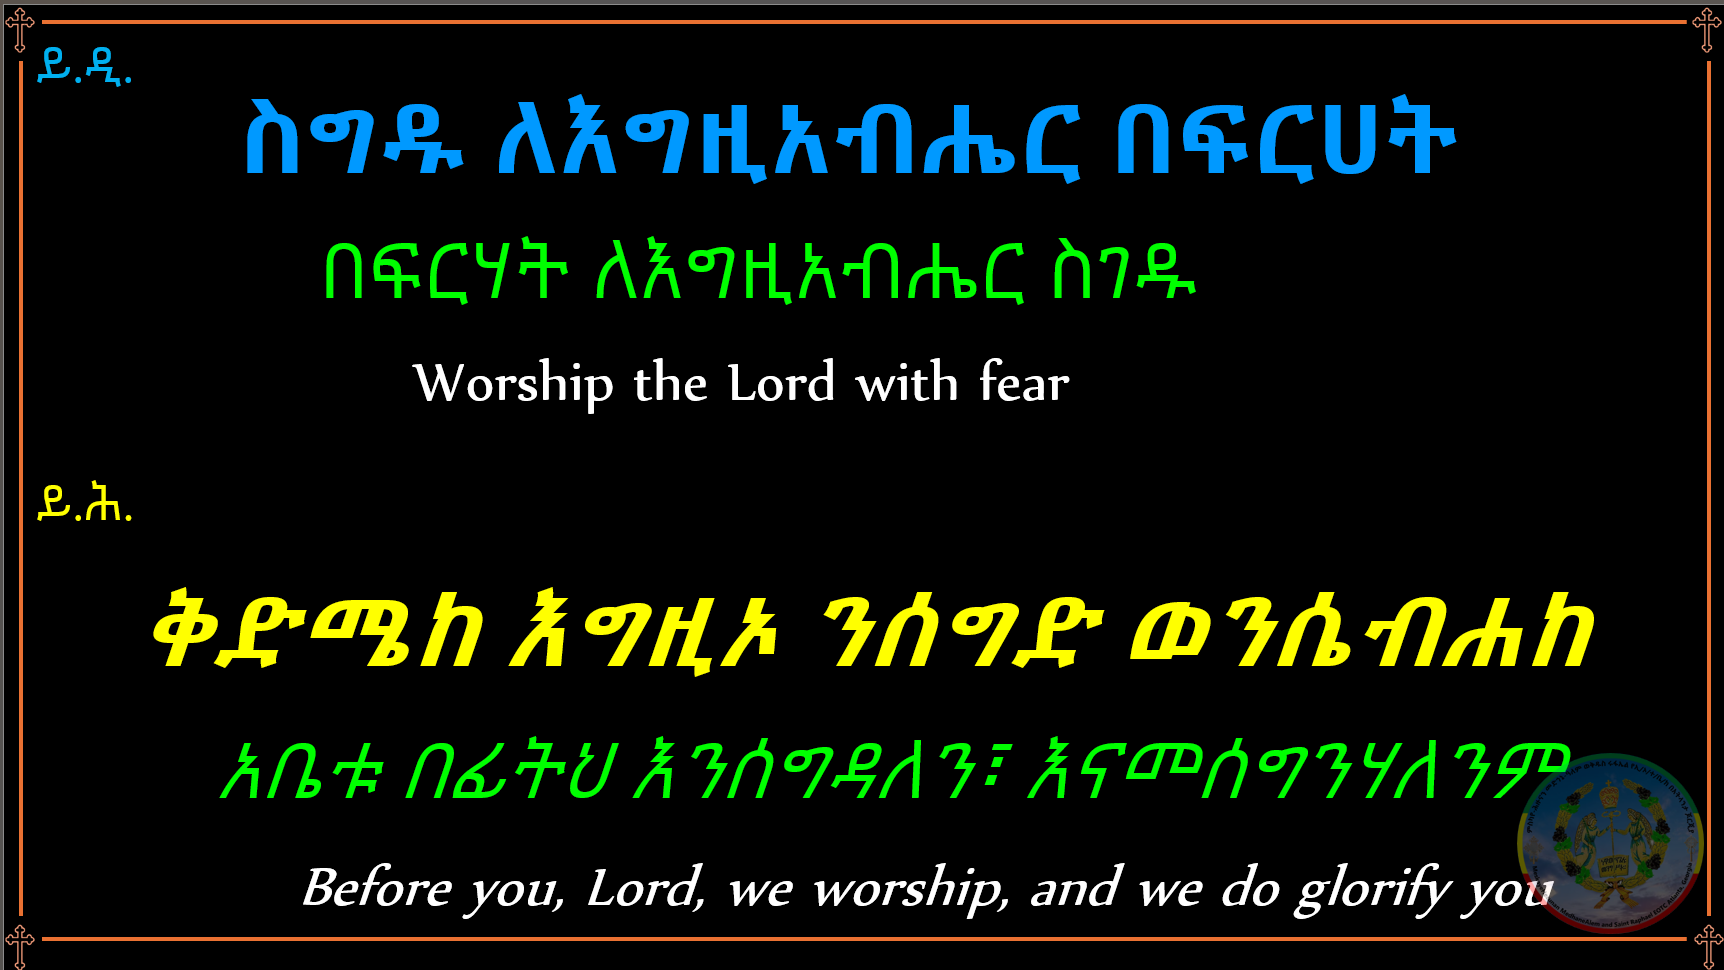 ይ.ዲ.
ስግዱ ለእግዚአብሔር በፍርሀት
በፍርሃት ለእግዚአብሔር ስገዱ
Worship the Lord with fear
ይ.ሕ.
ቅድሜከ እግዚኦ ንሰግድ ወንሴብሐከ
አቤቱ በፊትህ እንሰግዳለን፣ እናመሰግንሃለንም
Before you, Lord, we worship, and we do glorify you